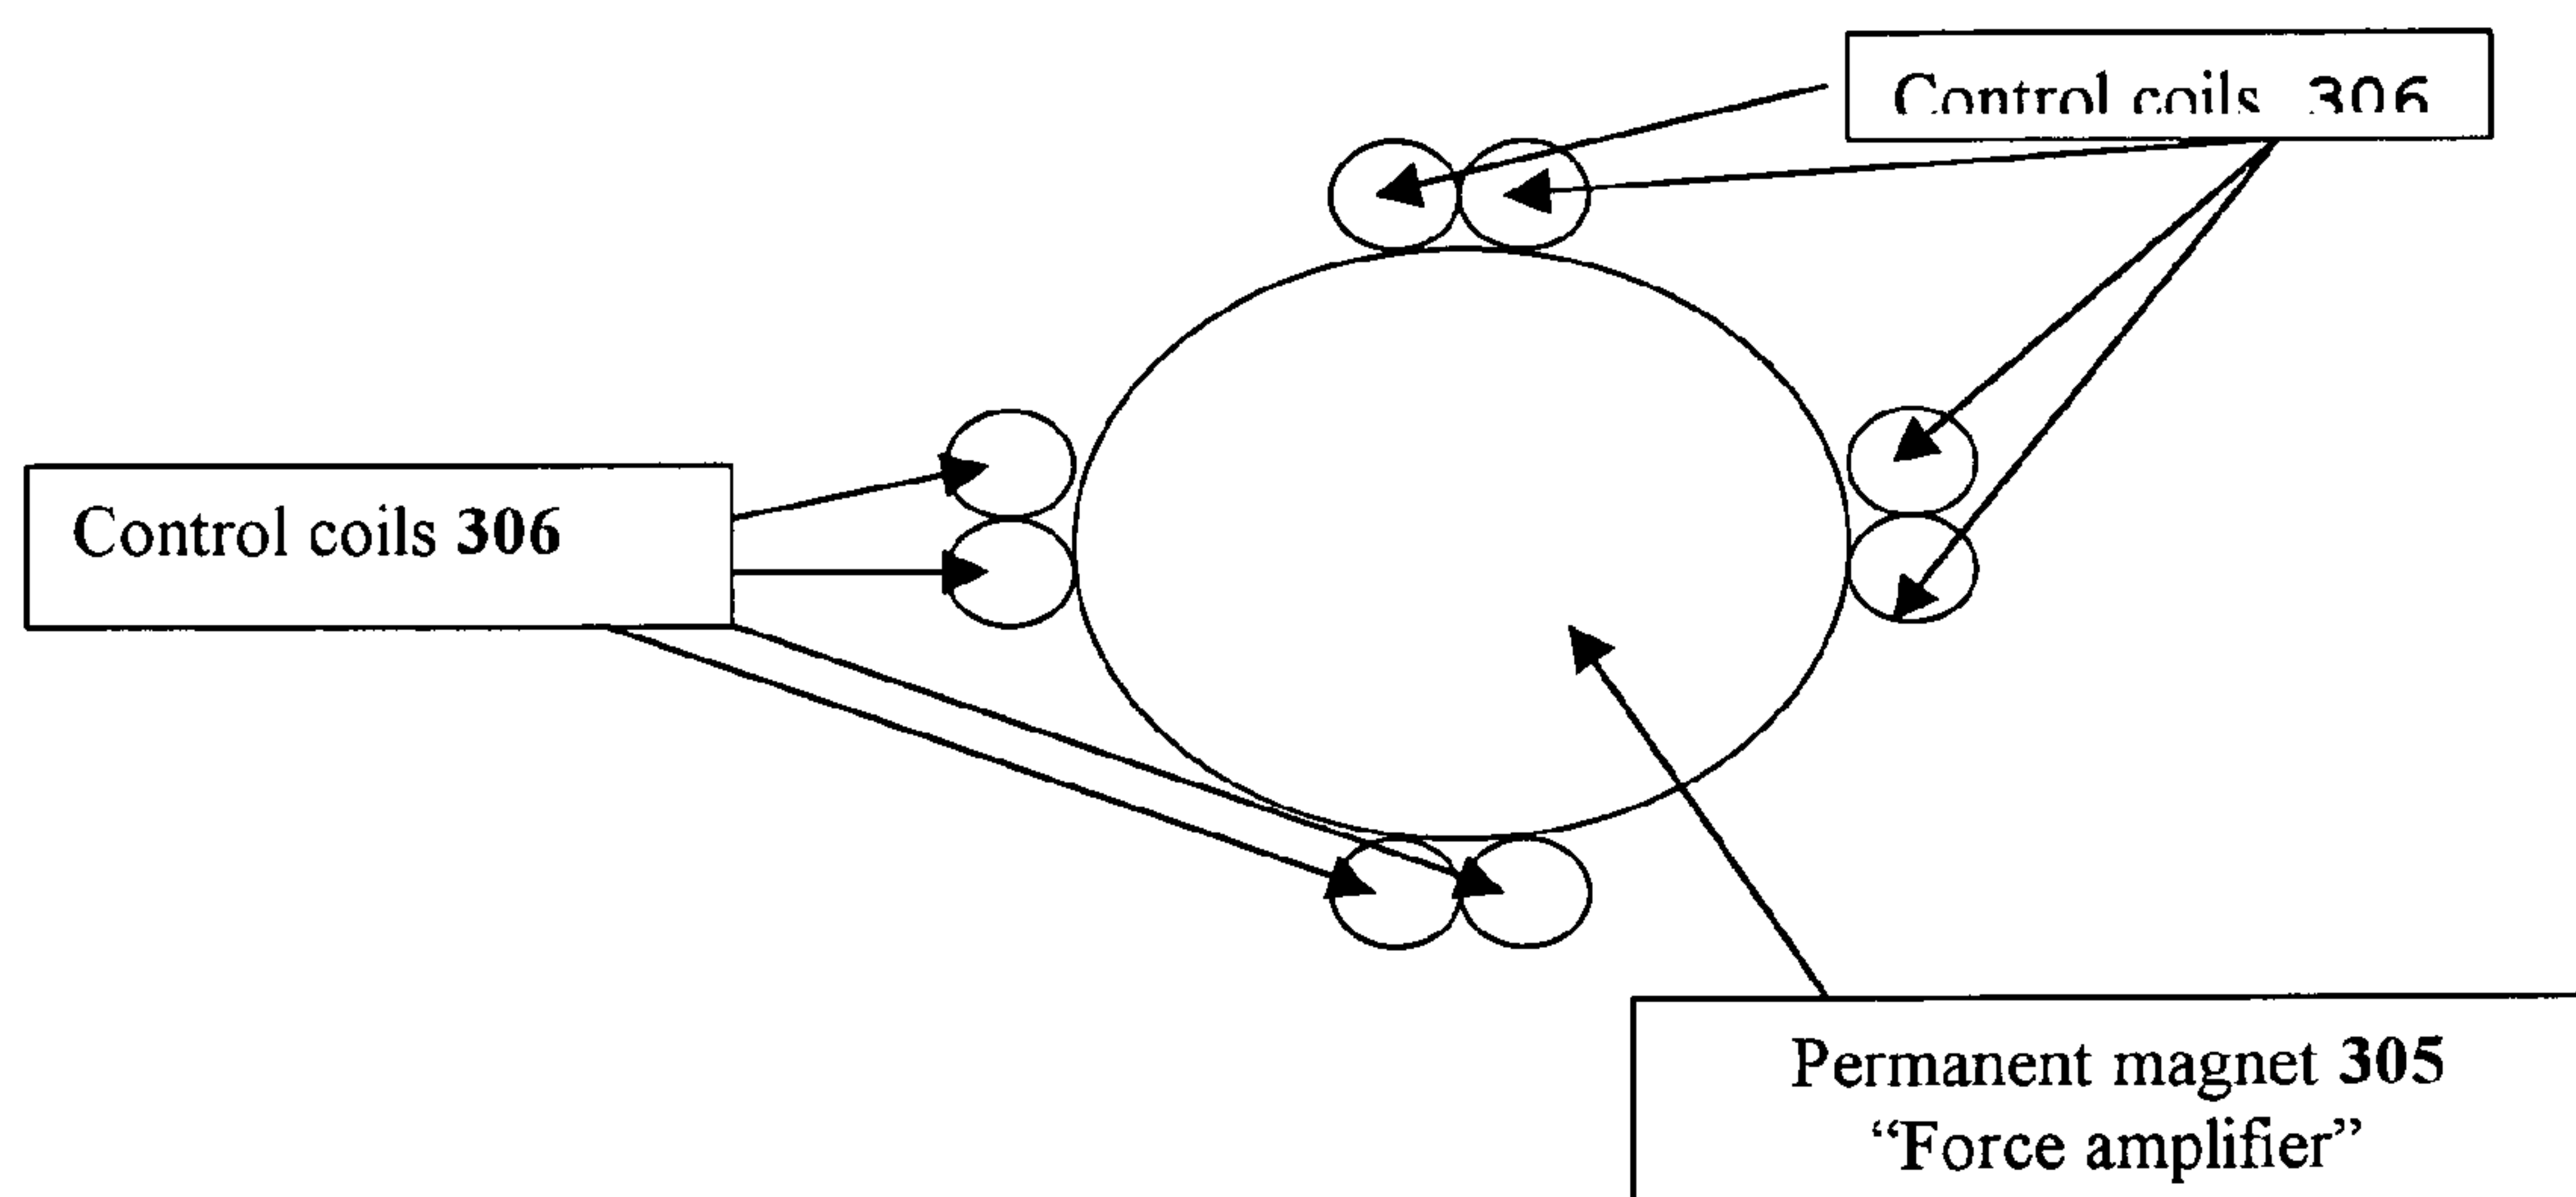 Control coils 306
Control coils 306
Permanent magnet 305
“Force amplifier”